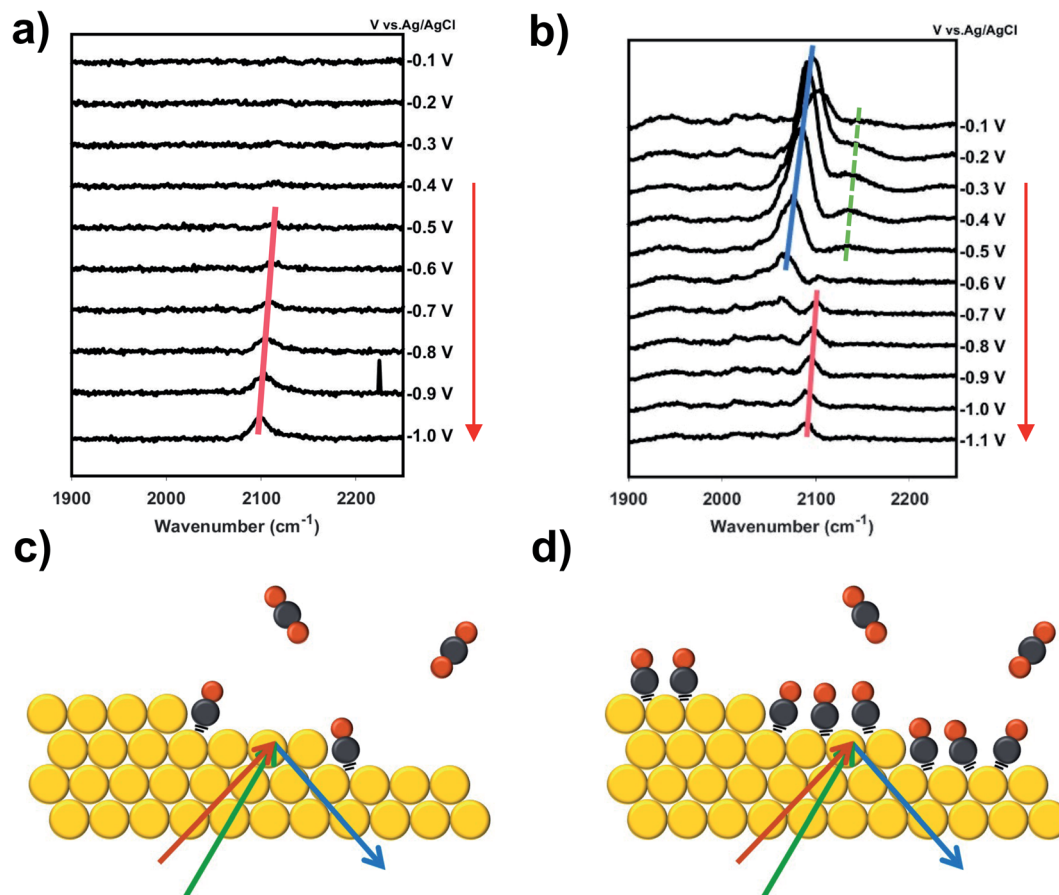 a)
V vs.Ag/AgCl
-0.1 V
-0.2 V
-0.3 V
-0.4 V
-0.5 V
-0.6 V
-0.7 V
-0.8 V
-0.9 V
-1.0 V
1900 2000 2100 2200
Wavenumber (cm⁻¹)
b)
V vs.Ag/AgCl
-0.1 V
-0.2 V
-0.3 V
-0.4 V
-0.5 V
-0.6 V
-0.7 V
-0.8 V
-0.9 V
-1.0 V
-1.1 V
1900 2000 2100 2200
Wavenumber (cm⁻¹)
c)
d)